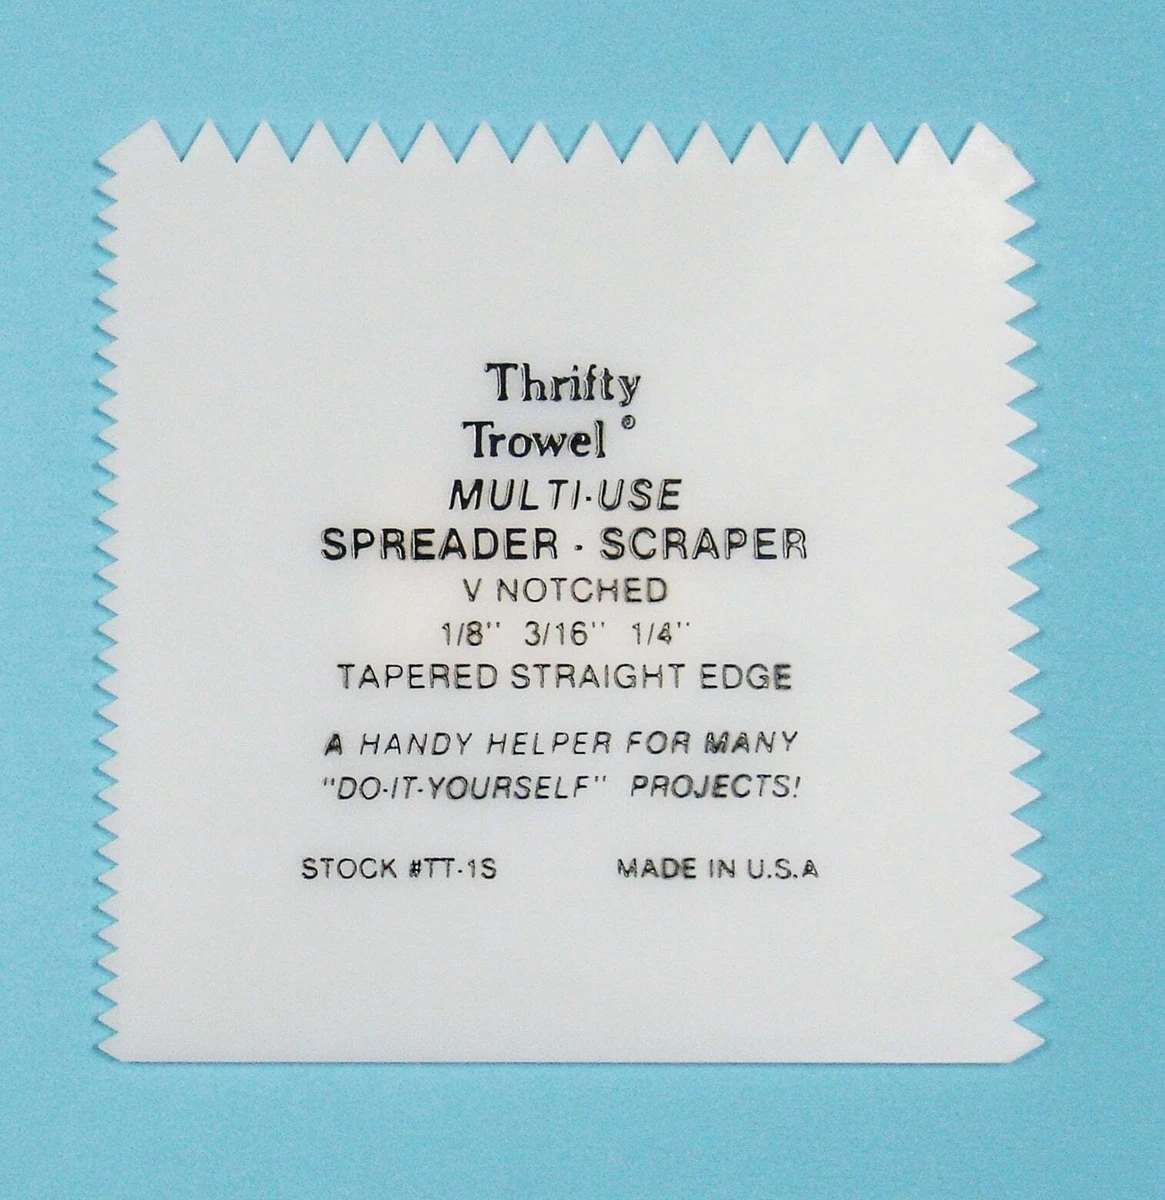 Thrifty
Trowel®
MULTI-USE
SPREADER - SCRAPER
V NOTCHED
1/8" 3/16" 1/4"
TAPERED STRAIGHT EDGE
A HANDY HELPER FOR MANY
"DO-IT-YOURSELF" PROJECTS!
STOCK #TT-1S MADE IN U.S.A